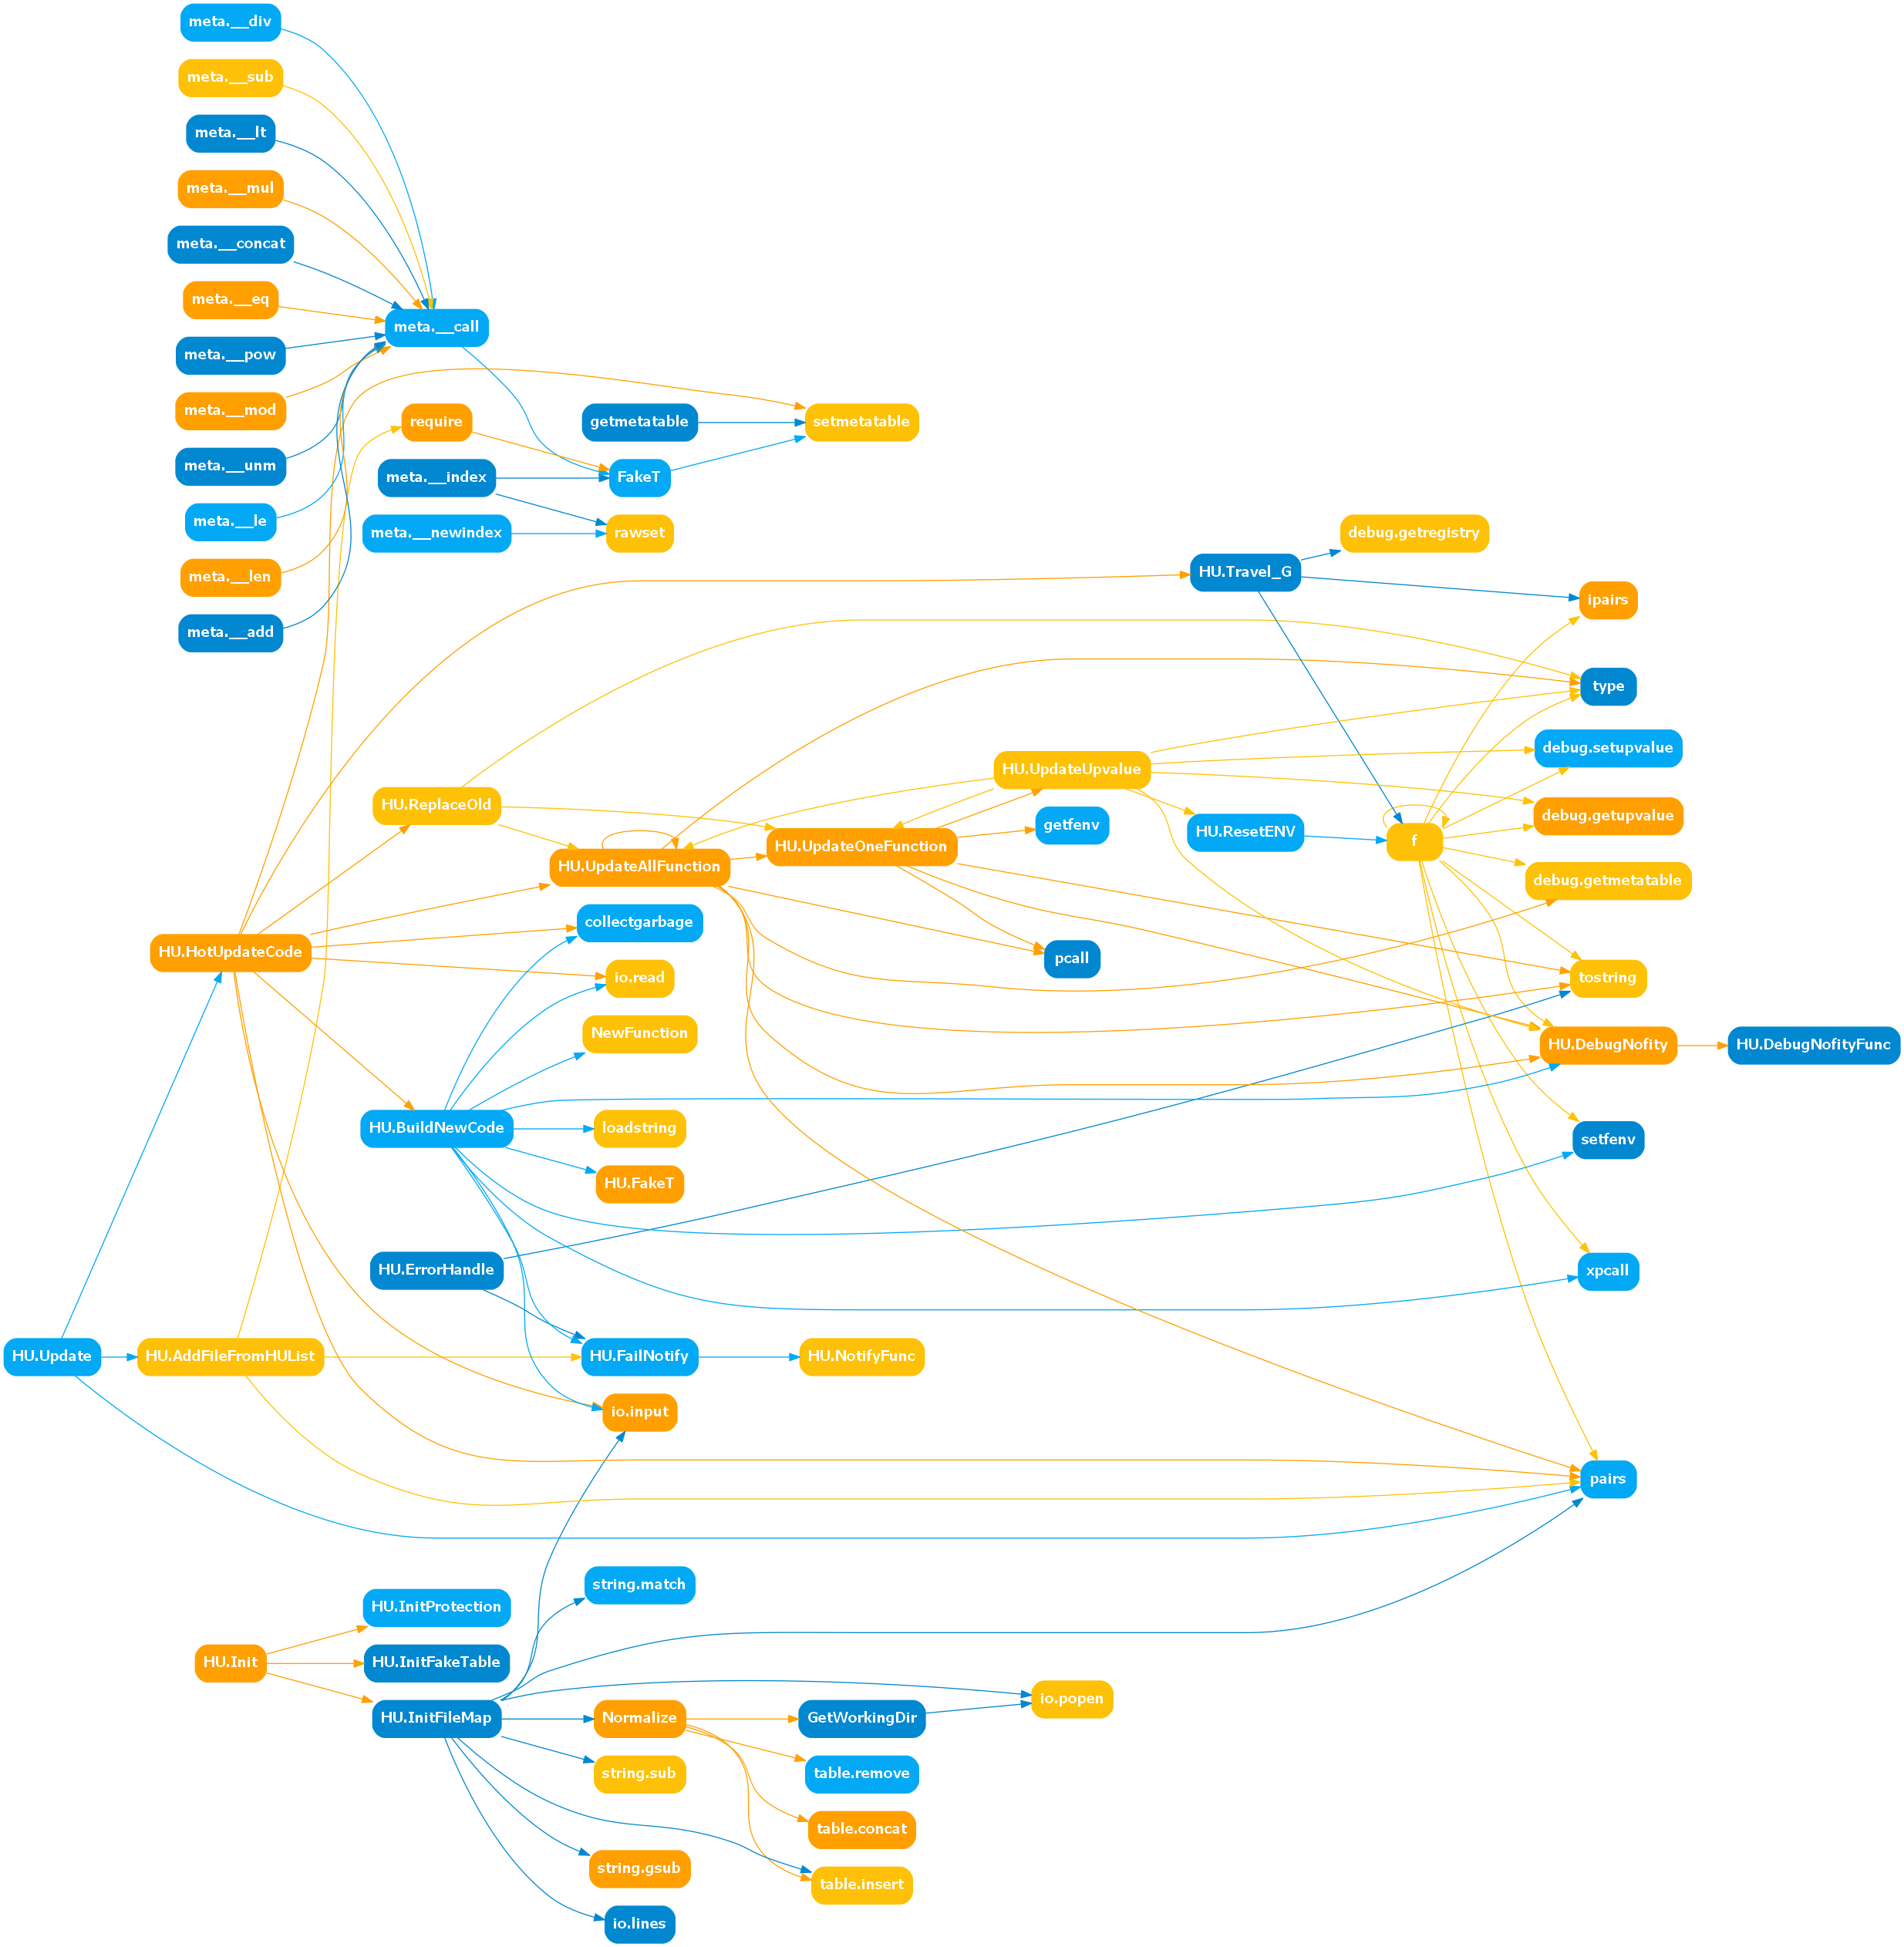 meta.__div
meta.__sub
meta.__lt
meta.__mul
meta.__concat
meta.__eq
meta.__call
meta.__pow
meta.__mod
require
getmetatable
setmetatable
meta.__unm
meta.__index
FakeT
meta.__le
meta.__newindex
rawset
debug.getregistry
meta.__len
HU.Travel_G
ipairs
meta.__add
type
debug.setupvalue
HU.UpdateUpvalue
HU.ReplaceOld
debug.getupvalue
getfenv
HU.ResetENV
f
HU.UpdateOneFunction
HU.UpdateAllFunction
debug.getmetatable
collectgarbage
HU.HotUpdateCode
pcall
io.read
tostring
NewFunction
HU.DebugNofity
HU.DebugNofityFunc
HU.BuildNewCode
loadstring
setfenv
HU.FakeT
HU.ErrorHandle
xpcall
HU.Update
HU.AddFileFromHUList
HU.FailNotify
HU.NotifyFunc
io.input
pairs
string.match
HU.InitProtection
HU.Init
HU.InitFakeTable
io.popen
HU.InitFileMap
Normalize
GetWorkingDir
string.sub
table.remove
table.concat
string.gsub
table.insert
io.lines